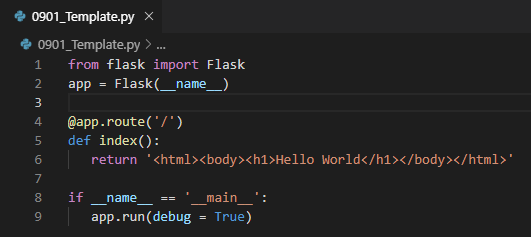 0901_Template.py ×
0901_Template.py > ...
1 from flask import Flask
2 app = Flask(__name__)
3
4 @app.route('/')
5 def index():
6    return '<html><body><h1>Hello World</h1></body></html>'
7
8 if __name__ == '__main__':
9    app.run(debug = True)